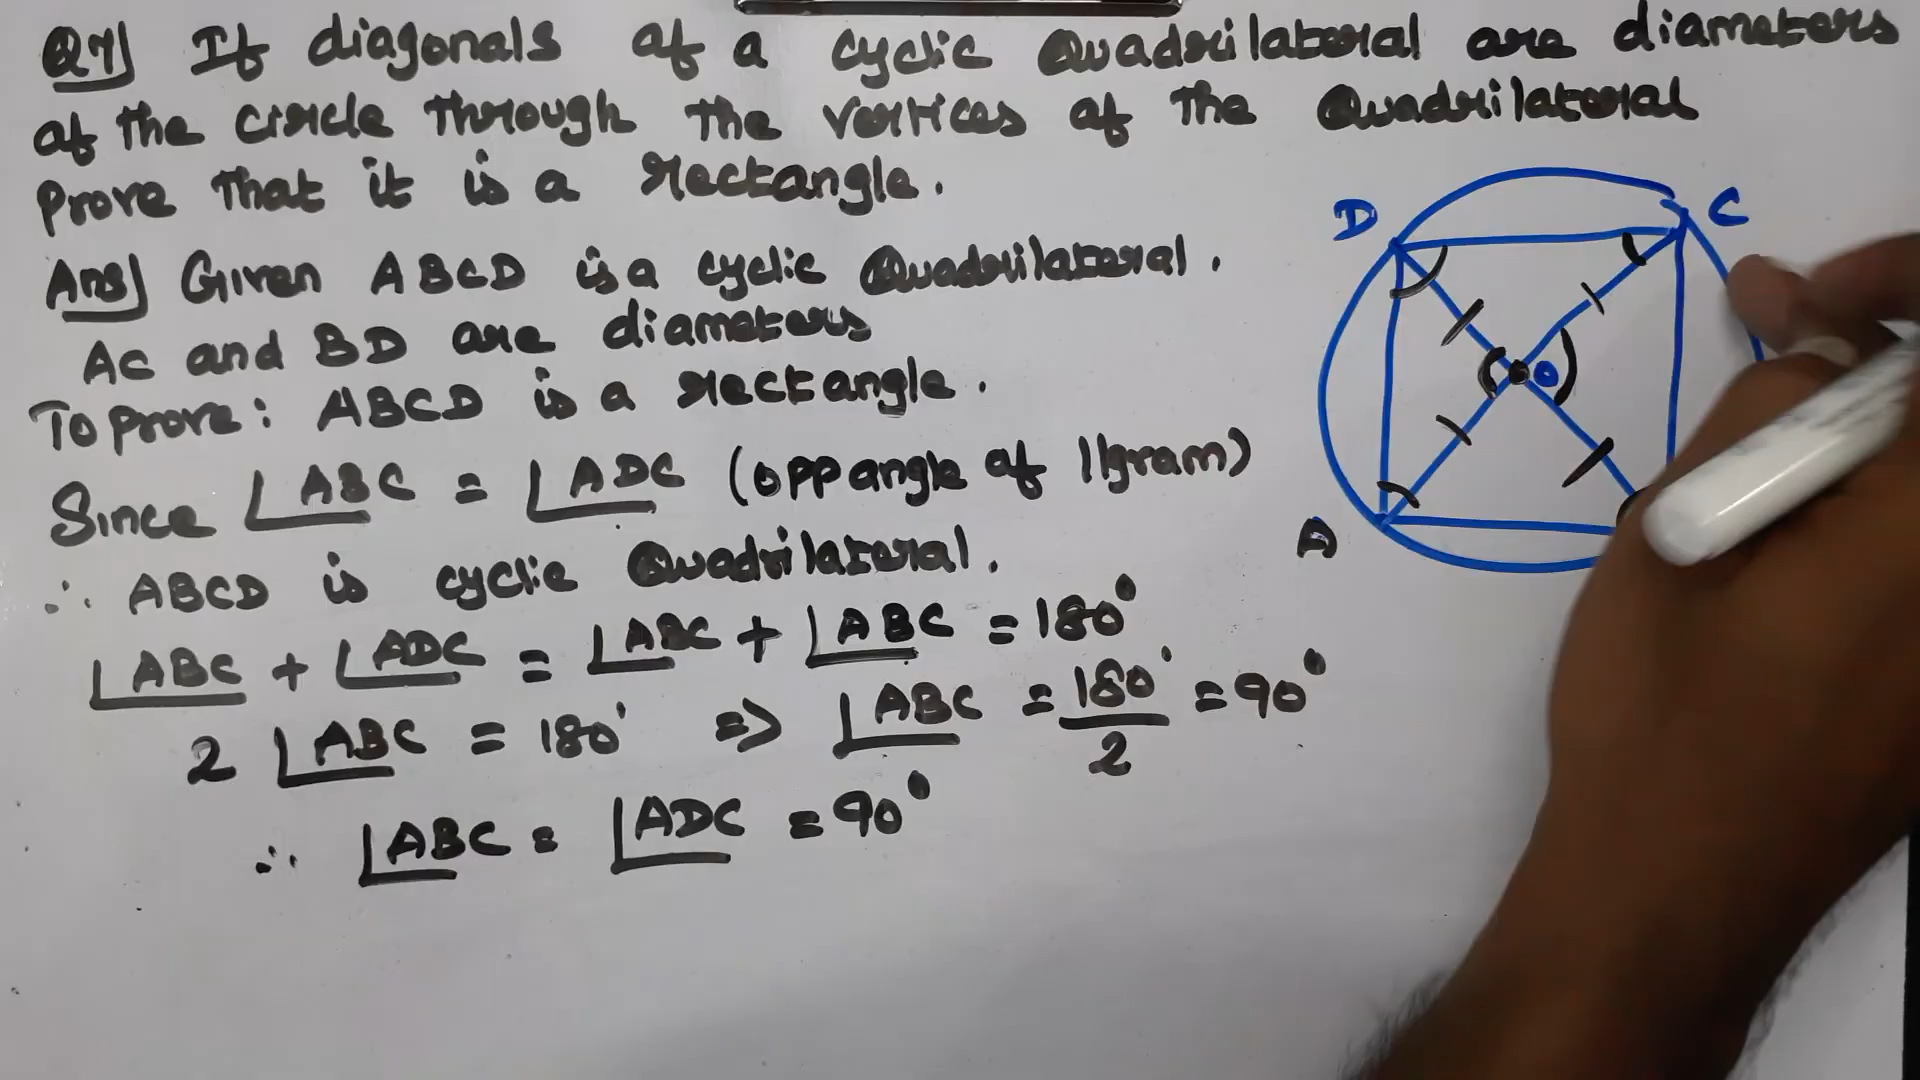 Q7] If diagonals of a cyclic Quadrilateral are diameters
of the circle through the vertices of the Quadrilateral
Prove that it is a rectangle.
Ans] Given ABCD is a cyclic Quadrilateral.
AC and BD are diameters
To prove: ABCD is a rectangle.
Since ∠ABC = ∠ADC (opp angle of ||gram)
∴ ABCD is cyclic Quadrilateral.
∠ABC + ∠ADC = ∠ABC + ∠ABC = 180°
2 ∠ABC = 180° => ∠ABC = 180°/2 = 90°
∴ ∠ABC = ∠ADC = 90°
D C
O
A